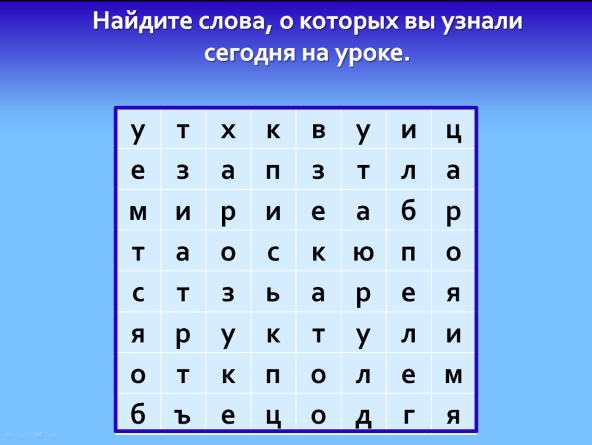 Найдите слова, о которых вы узнали
сегодня на уроке.
у т х к в у и ц
е з а п з т л а
м и р и е а б р
т а о с к ю п о
с т з ь а р е я
я р у к т у л и
о т к п о л е м
б ъ е ц о д г я